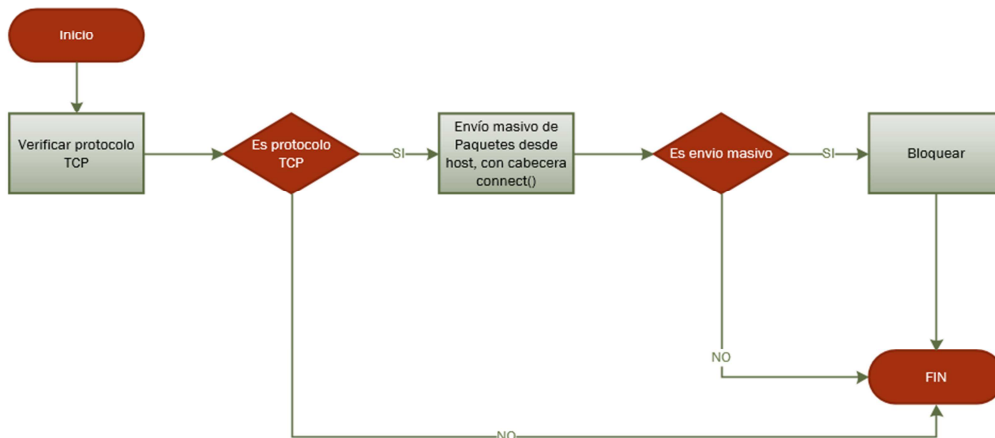 Inicio
Verificar protocolo
TCP
Es protocolo
TCP
SI
Envío masivo de
Paquetes desde
host, con cabecera
connect()
Es envio masivo
SI
Bloquear
NO
FIN
NO